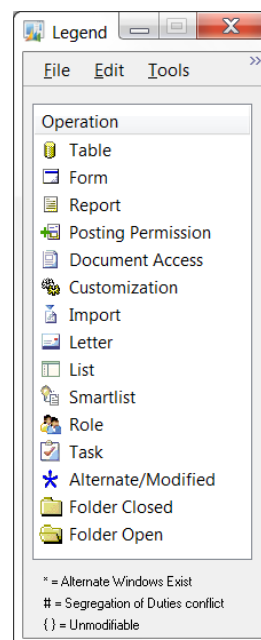 Legend
File Edit Tools
Operation
Table
Form
Report
Posting Permission
Document Access
Customization
Import
Letter
List
Smartlist
Role
Task
Alternate/Modified
Folder Closed
Folder Open
* = Alternate Windows Exist
# = Segregation of Duties conflict
{ } = Unmodifiable